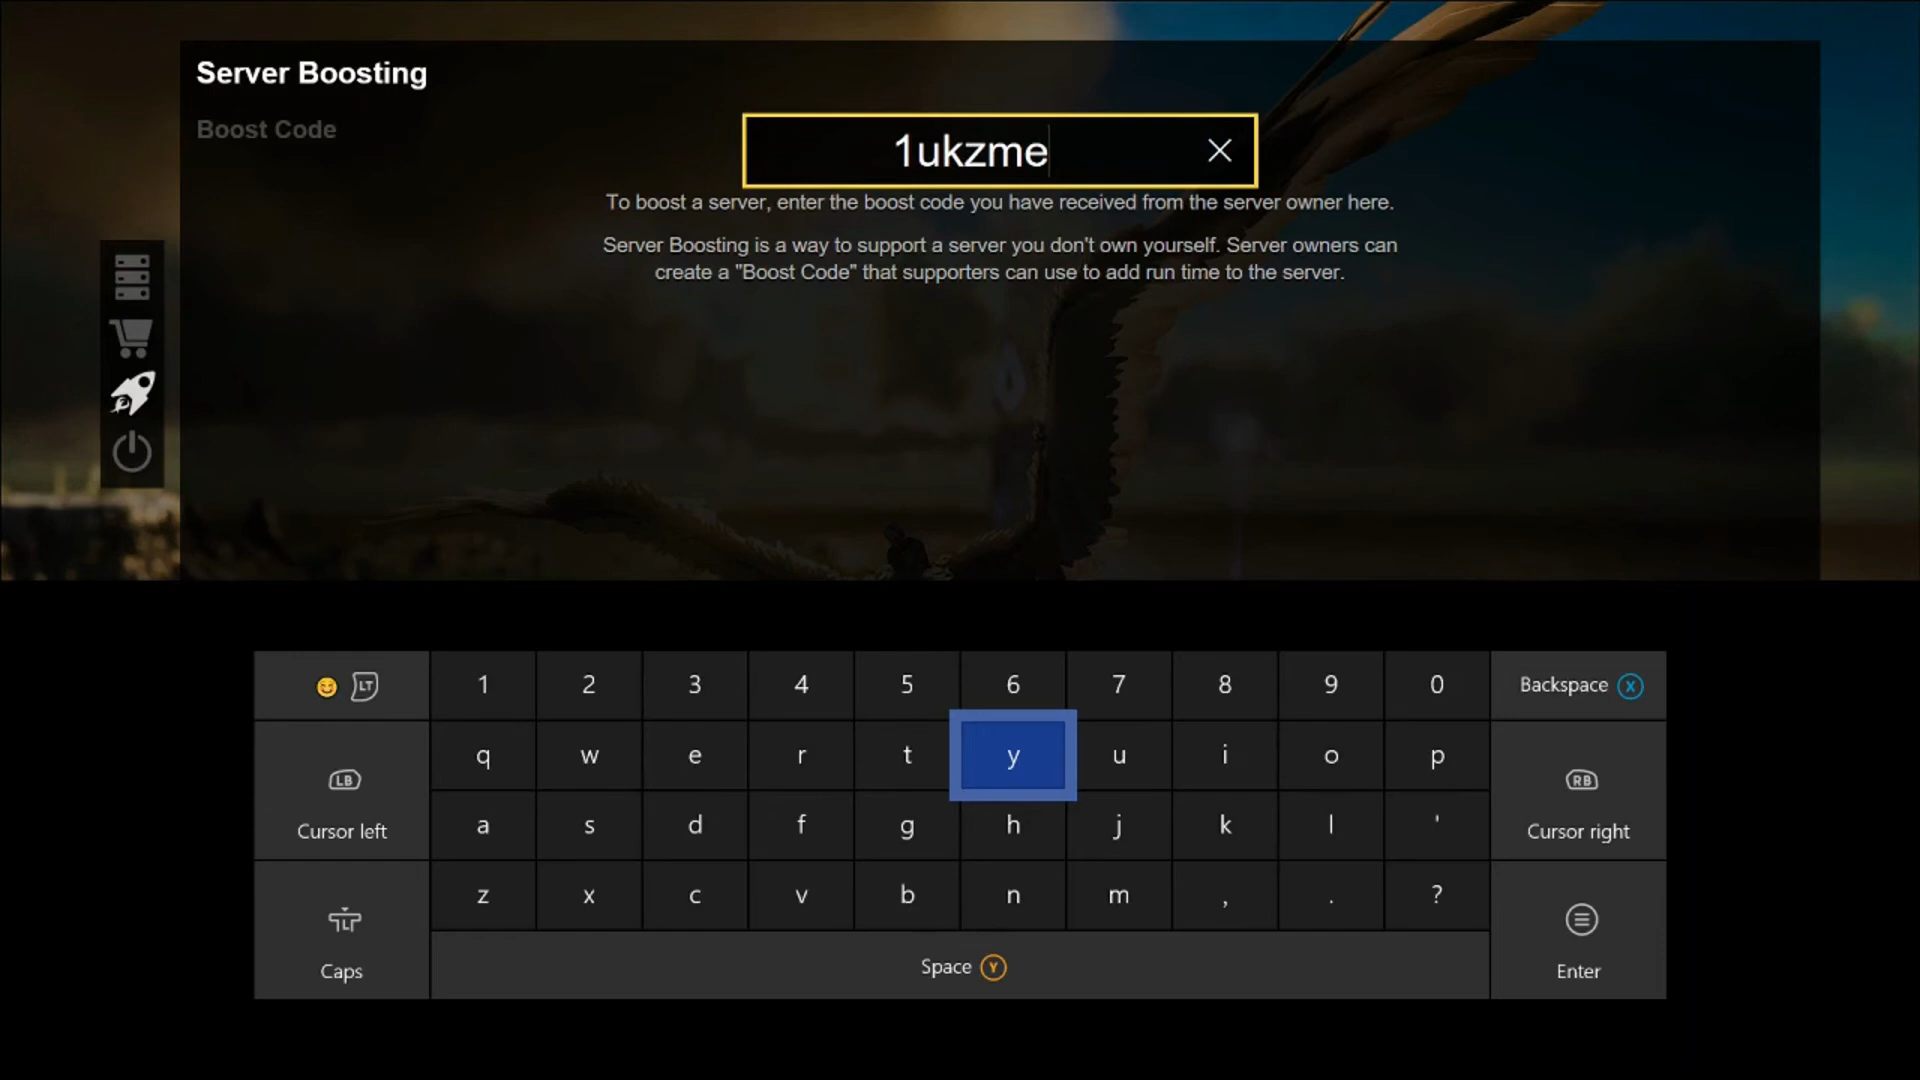 Server Boosting
Boost Code
1ukzme
To boost a server, enter the boost code you have received from the server owner here.
Server Boosting is a way to support a server you don't own yourself. Server owners can
create a "Boost Code" that supporters can use to add run time to the server.
LT 1 2 3 4 5 6 7 8 9 0 Backspace X
q w e r t y u i o p
LB Cursor left
RB Cursor right
a s d f g h j k l '
z x c v b n m , . ?
Caps
Space Y
Enter